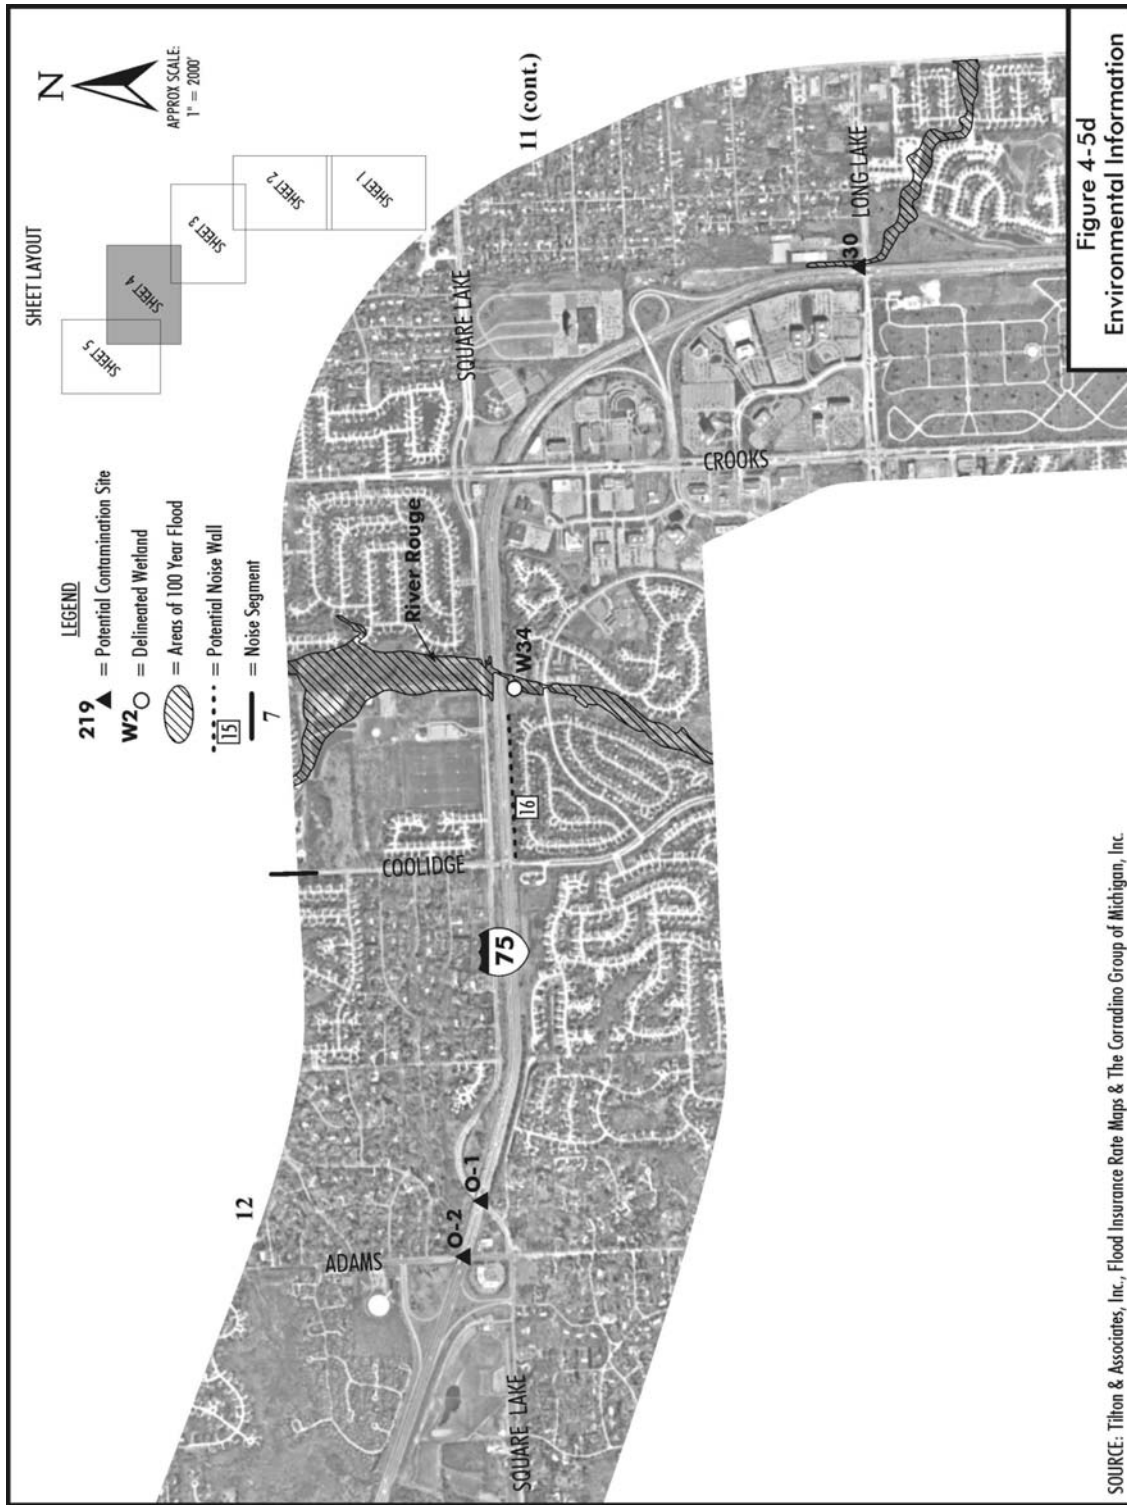 SHEET LAYOUT
SHEET 5
SHEET 4
SHEET 3
SHEET 2
SHEET 1
N
APPROX SCALE:
1" = 2000'
LEGEND
219 = Potential Contamination Site
W2 = Delineated Wetland
= Areas of 100 Year Flood
= Potential Noise Wall
15
= Noise Segment
7
12
11 (cont.)
ADAMS
O-2
O-1
SQUARE LAKE
75
COOLIDGE
16
W34
River Rouge
CROOKS
SQUARE LAKE
30
LONG LAKE
Figure 4-5d
Environmental Information
SOURCE: Tilton & Associates, Inc., Flood Insurance Rate Maps & The Corradino Group of Michigan, Inc.